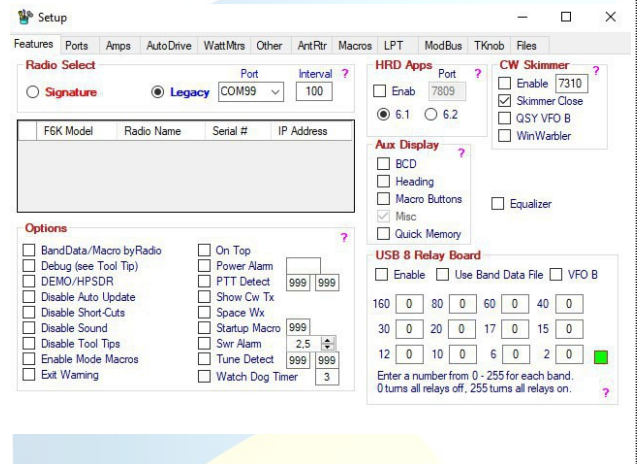 Setup
Features Ports Amps AutoDrive WattMtrs Other AntRtr Macros LPT ModBus TKnob Files
Radio Select
Port Interval ?
Signature Legacy COM99 100
F6K Model Radio Name Serial # IP Address
Options
?
BandData/Macro byRadio
Debug (see Tool Tip)
DEMO/HPSDR
Disable Auto Update
Disable Short-Cuts
Disable Sound
Disable Tool Tips
Enable Mode Macros
Exit Warning
On Top
Power Alarm
PTT Detect 999 999
Show Cw Tx
Space Wx
Startup Macro 999
Swr Alarm 2,5
Tune Detect 999 999
Watch Dog Timer 3
HRD Apps
Port ?
Enab 7809
6.1 6.2
CW Skimmer
?
Enable 7310
Skimmer Close
QSY VFO B
WinWarbler
Aux Display
?
BCD
Heading
Macro Buttons
Misc
Quick Memory
Equalizer
USB 8 Relay Board
Enable Use Band Data File VFO B
160 0 80 0 60 0 40 0
30 0 20 0 17 0 15 0
12 0 10 0 6 0 2 0
Enter a number from 0 - 255 for each band.
0 turns all relays off, 255 turns all relays on.
?